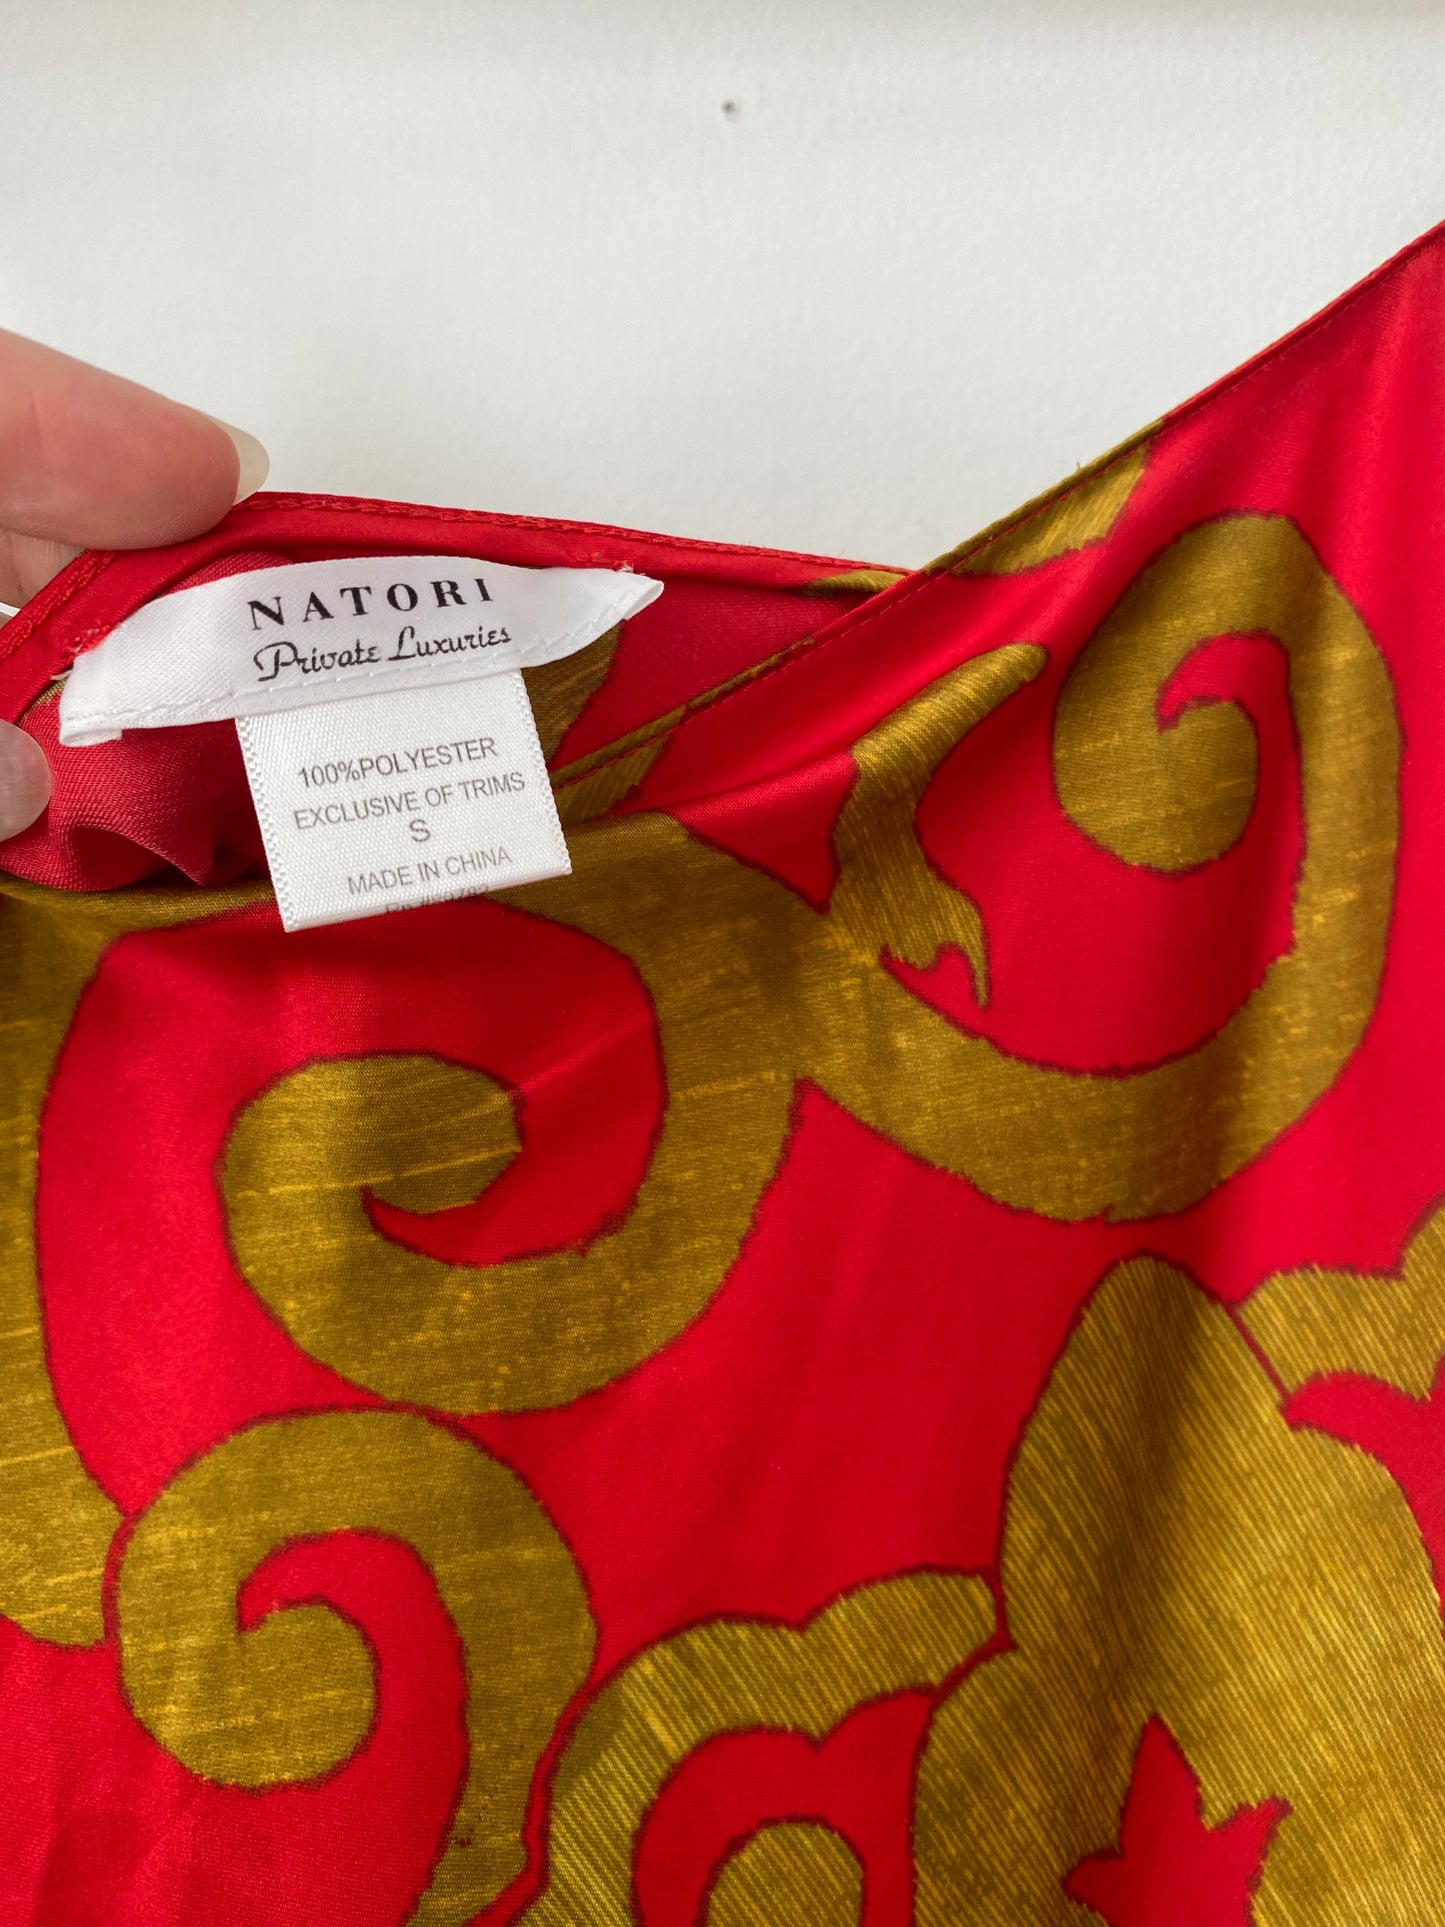 NATORI
Private Luxuries
100%POLYESTER
EXCLUSIVE OF TRIMS
S
MADE IN CHINA